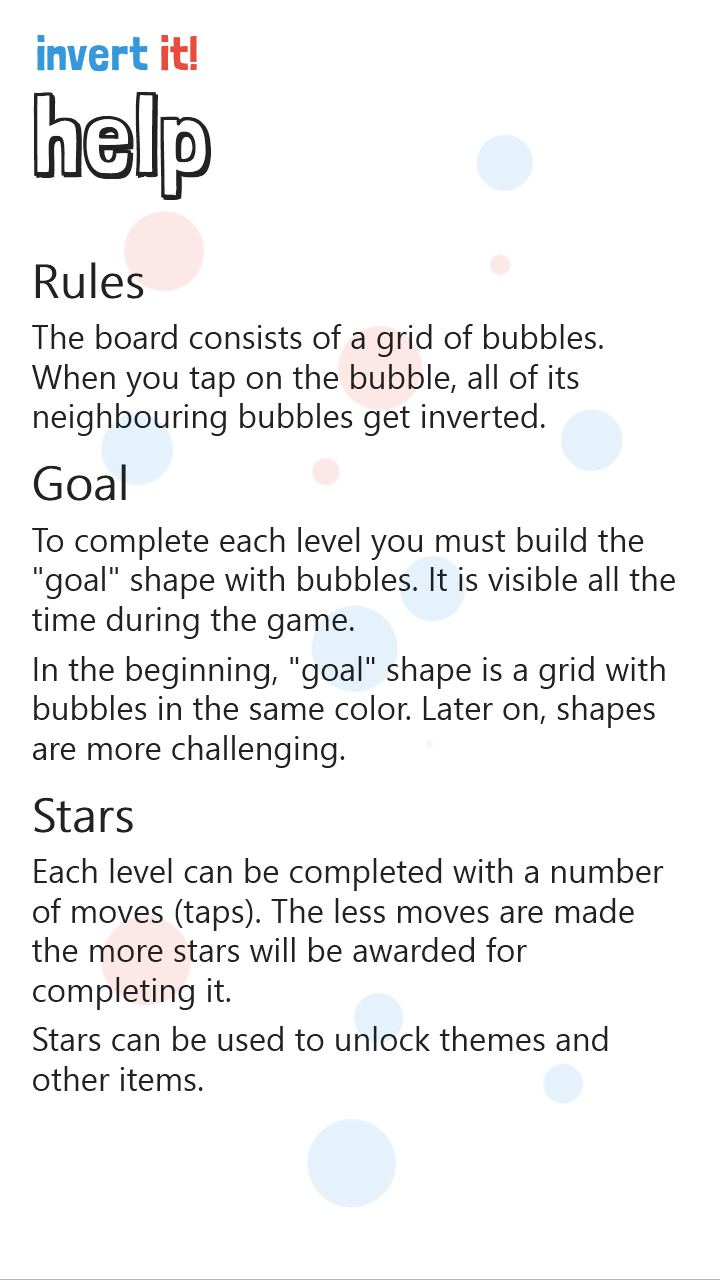 invert it!
help
Rules
The board consists of a grid of bubbles.
When you tap on the bubble, all of its
neighbouring bubbles get inverted.
Goal
To complete each level you must build the
"goal" shape with bubbles. It is visible all the
time during the game.
In the beginning, "goal" shape is a grid with
bubbles in the same color. Later on, shapes
are more challenging.
Stars
Each level can be completed with a number
of moves (taps). The less moves are made
the more stars will be awarded for
completing it.
Stars can be used to unlock themes and
other items.